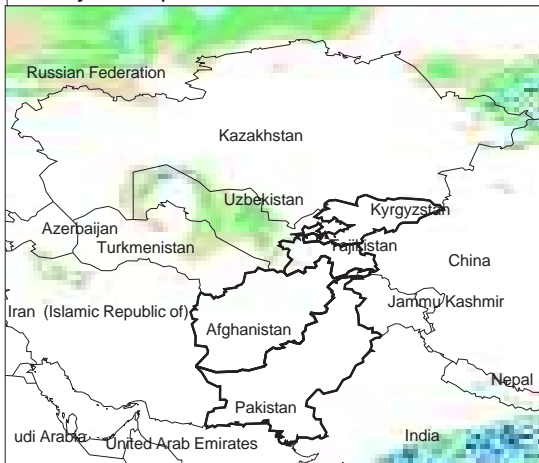 Russian Federation
Kazakhstan
Uzbekistan
Kyrgyzstan
Azerbaijan
Turkmenistan
Tajikistan
China
Iran (Islamic Republic of)
Jammu/Kashmir
Afghanistan
Nepal
Pakistan
udi Arabia
United Arab Emirates
India